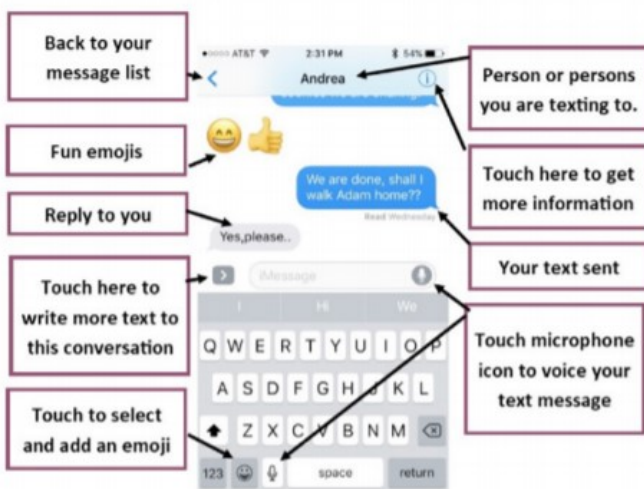 Back to your
message list
Fun emojis
Reply to you
Touch here to
write more text to
this conversation
Touch to select
and add an emoji
AT&T 2:31 PM 54%
Andrea
We are done, shall I
walk Adam home??
Read Wednesday
Yes,please..
iMessage
I Hi We
Q W E R T Y U I O P
A S D F G H J K L
Z X C V B N M
123 space return
Person or persons
you are texting to.
Touch here to get
more information
Your text sent
Touch microphone
icon to voice your
text message